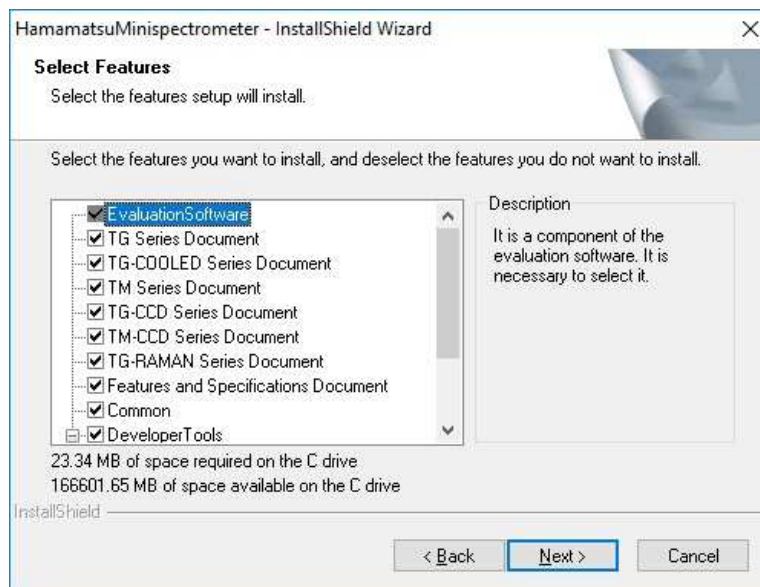 HamamatsuMinispectrometer - InstallShield Wizard
Select Features
Select the features setup will install.
Select the features you want to install, and deselect the features you do not want to install.
EvaluationSoftware
TG Series Document
TG-COOLED Series Document
TM Series Document
TG-CCD Series Document
TM-CCD Series Document
TG-RAMAN Series Document
Features and Specifications Document
Common
DeveloperTools
Description
It is a component of the
evaluation software. It is
necessary to select it.
23.34 MB of space required on the C drive
166601.65 MB of space available on the C drive
InstallShield
< Back
Next >
Cancel